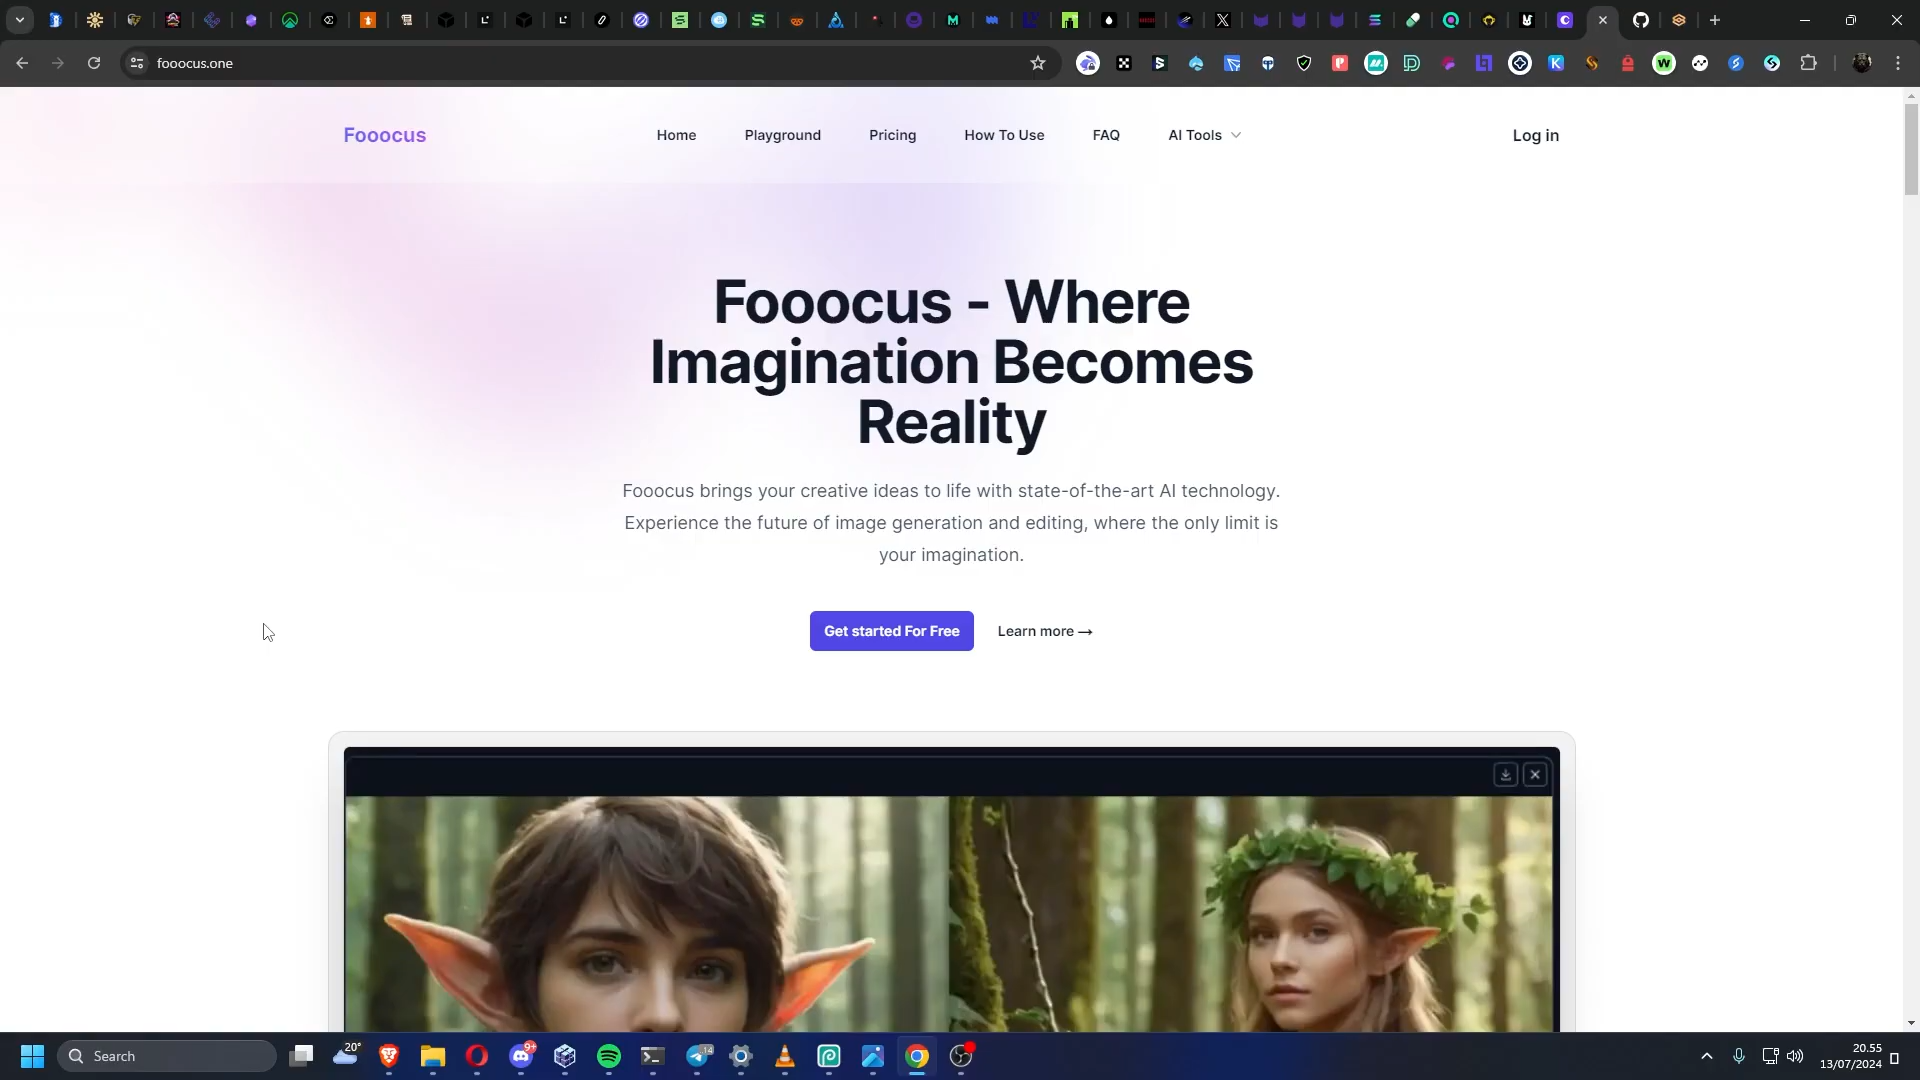 fooocus.one
Fooocus
Home
Playground
Pricing
How To Use
FAQ
AI Tools
Log in
Fooocus - Where
Imagination Becomes
Reality
Fooocus brings your creative ideas to life with state-of-the-art AI technology.
Experience the future of image generation and editing, where the only limit is
your imagination.
Get started For Free
Learn more →
Search
20°
9+
14
20.55
13/07/2024